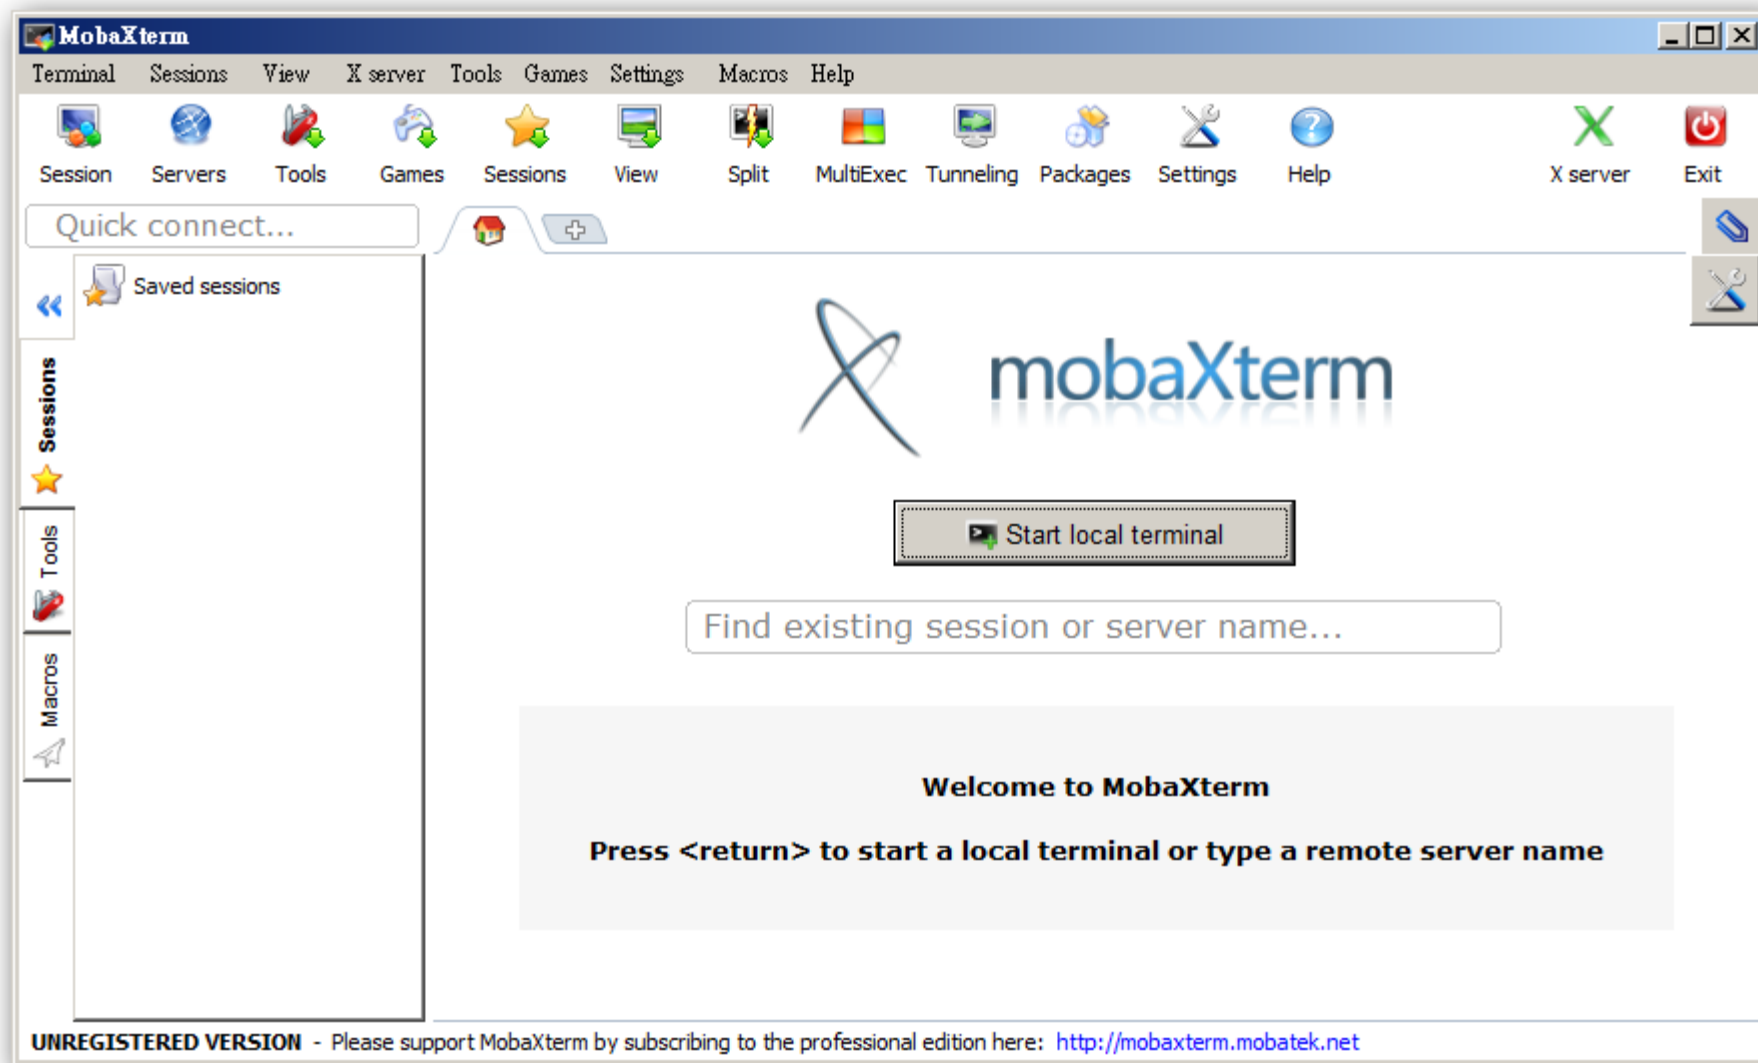 MobaXterm
Terminal Sessions View X server Tools Games Settings Macros Help
Session Servers Tools Games Sessions View Split MultiExec Tunneling Packages Settings Help X server Exit
Quick connect...
Saved sessions
Sessions
Tools
Macros
mobaXterm
Start local terminal
Find existing session or server name...
Welcome to MobaXterm
Press <return> to start a local terminal or type a remote server name
UNREGISTERED VERSION - Please support MobaXterm by subscribing to the professional edition here: http://mobaxterm.mobatek.net